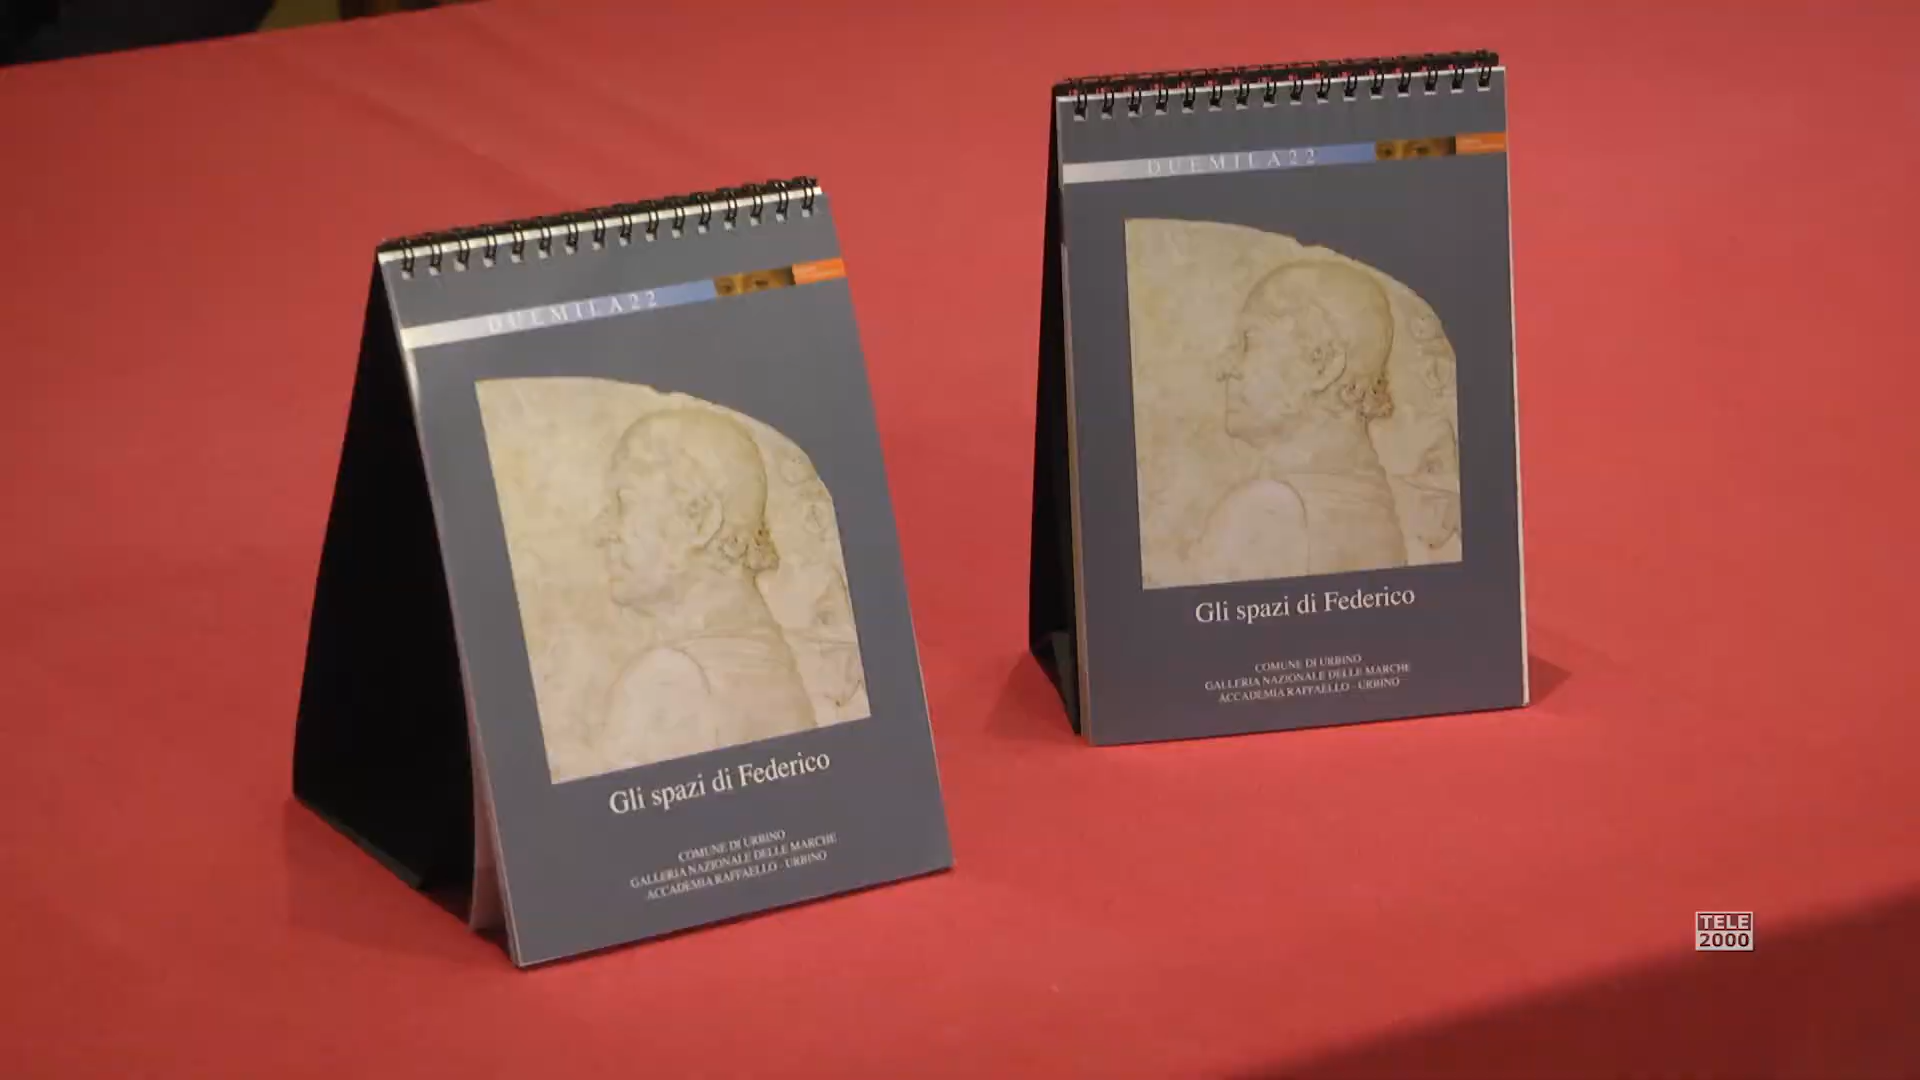 DUEMILA22
Gli spazi di Federico
COMUNE DI URBINO
GALLERIA NAZIONALE DELLE MARCHE
ACCADEMIA RAFFAELLO - URBINO
DUEMILA22
Gli spazi di Federico
COMUNE DI URBINO
GALLERIA NAZIONALE DELLE MARCHE
ACCADEMIA RAFFAELLO - URBINO
TELE
2000